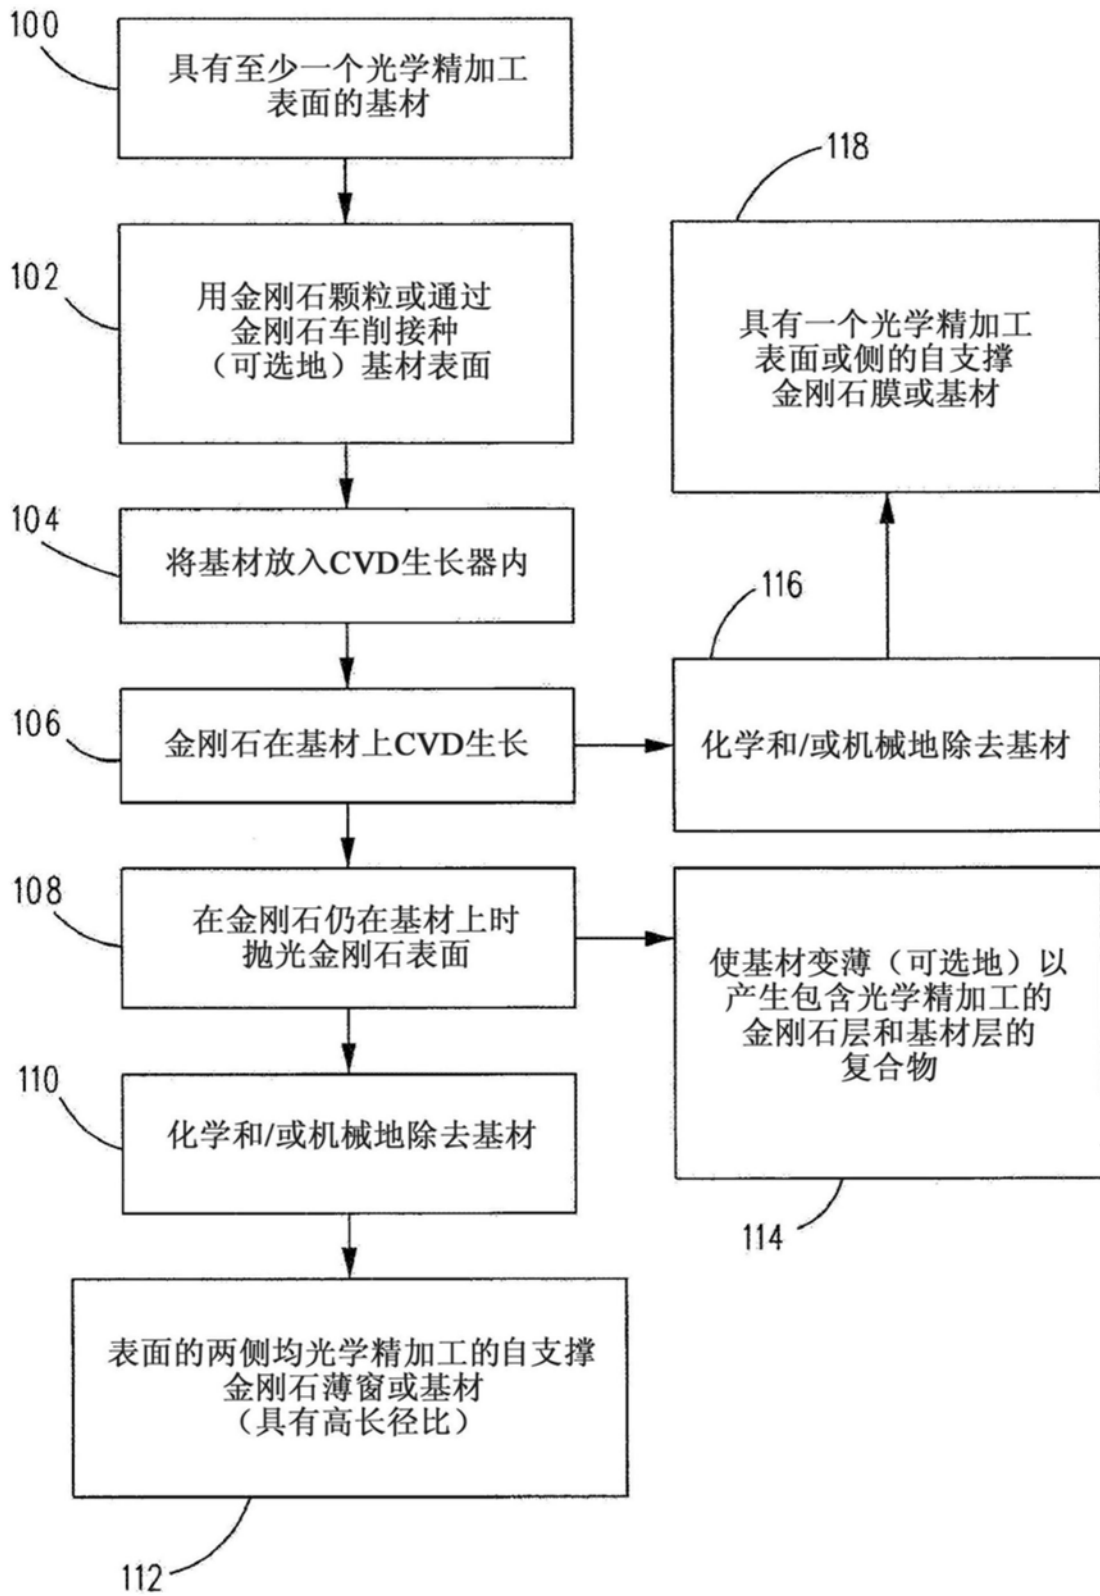 100
具有至少一个光学精加工
表面的基材
102
用金刚石颗粒或通过
金刚石车削接种
（可选地）基材表面
104
将基材放入CVD生长器内
106
金刚石在基材上CVD生长
108
在金刚石仍在基材上时
抛光金刚石表面
110
化学和/或机械地除去基材
表面的两侧均光学精加工的自支撑
金刚石薄窗或基材
（具有高长径比）
112
118
具有一个光学精加工
表面或侧的自支撑
金刚石膜或基材
116
化学和/或机械地除去基材
使基材变薄（可选地）以
产生包含光学精加工的
金刚石层和基材层的
复合物
114